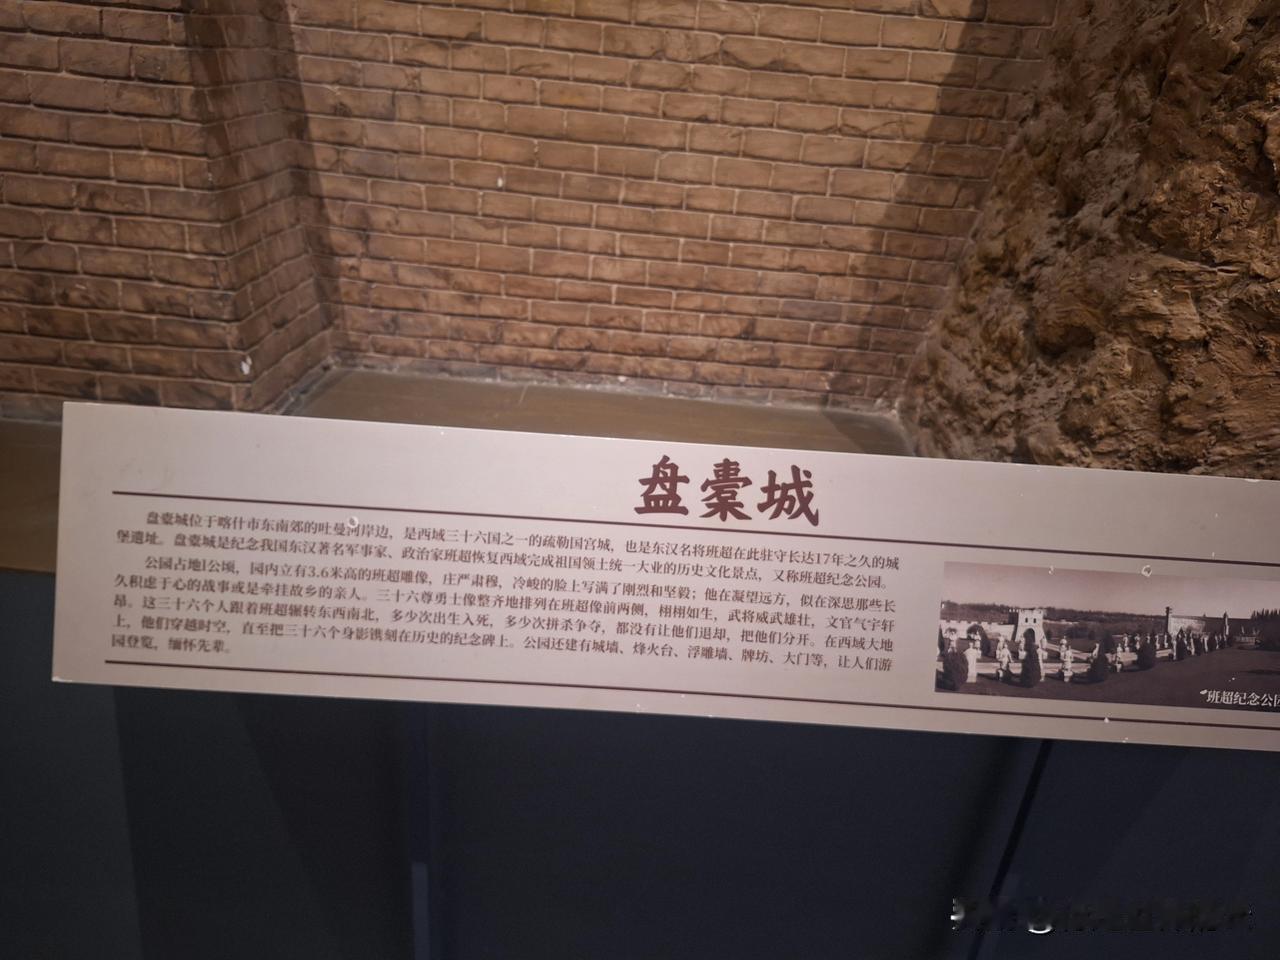 盘橐城
盘橐城位于喀什市东南郊的吐曼河岸边，是西域三十六国之一的疏勒国宫城，也是东汉名将班超在此驻守长达17年之久的城
堡遗址。盘橐城是纪念我国东汉著名军事家、政治家班超恢复西域完成祖国领土统一大业的历史文化景点，又称班超纪念公园。
公园占地1公顷，园内立有3.6米高的班超雕像，庄严肃穆，冷峻的脸上写满了刚烈和坚毅；他在凝望远方，似在深思那些长
久积虑于心的故事或是牵挂故乡的亲人。三十六尊勇士像整齐地排列在班超像前两侧，栩栩如生，武将威武雄壮，文官气宇轩
昂。这三十六个人跟着班超辗转东西南北，多少次出生入死，多少次拼杀争夺，都没有让他们退却，把他们分开。在西域大地
上，他们穿越时空，直至把三十六个身影镌刻在历史的纪念碑上。公园还建有城墙、烽火台、浮雕墙、牌坊、大门等，让人们游
园登览，缅怀先辈。
班超纪念公园